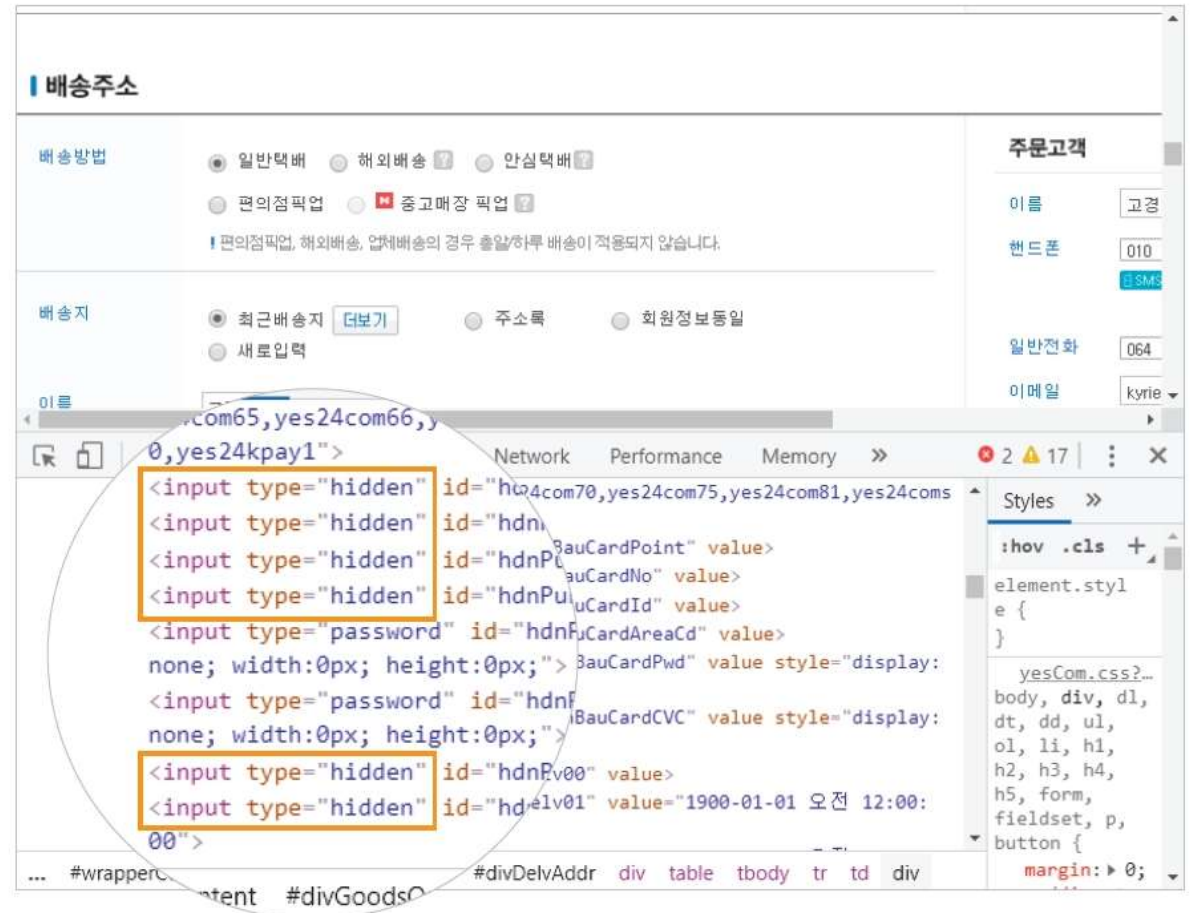 배송주소
배송방법
일반택배 해외배송 ? 안심택배 ?
편의점픽업 중고매장 픽업 ?
! 편의점픽업, 해외배송, 업체배송의 경우 총알/하루 배송이 적용되지 않습니다.
배송지
최근배송지 더보기 주소록 회원정보동일
새로입력
이름
주문고객
이름 고경
핸드폰 010
SMS
일반전화 064
이메일 kyrie
com65,yes24com66,y
0,yes24kpay1">
<input type="hidden" id="hd
<input type="hidden" id="hdn
<input type="hidden" id="hdnPu
<input type="hidden" id="hdnPu
<input type="password" id="hdnP
none; width:0px; height:0px;">
<input type="password" id="hdnP
none; width:0px; height:0px;">
<input type="hidden" id="hdnP
<input type="hidden" id="hd
00">
Network Performance Memory » 2 17 ⋮ ×
24com70,yes24com75,yes24com81,yes24coms
BauCardPoint" value>
auCardNo" value>
uCardId" value>
uCardAreaCd" value>
BauCardPwd" value style="display:
BauCardCVC" value style="display:
v00" value>
elv01" value="1900-01-01 오전 12:00:
Styles »
:hov .cls +
element.styl
e {
}
yesCom.css?…
body, div, dl,
dt, dd, ul,
ol, li, h1,
h2, h3, h4,
h5, form,
fieldset, p,
button {
margin:▶ 0;
... #wrapperC
ntent #divGoodsO
#divDelvAddr div table tbody tr td div